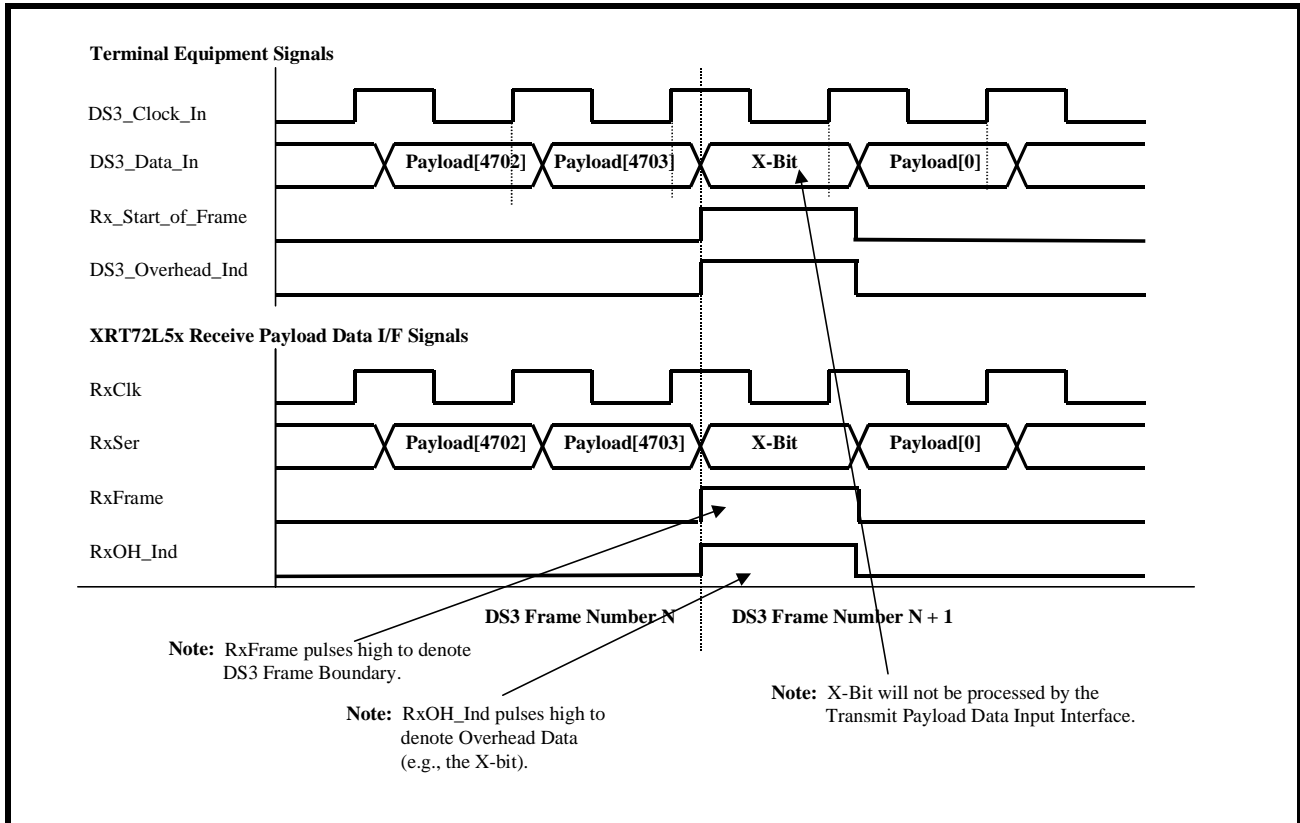 Terminal Equipment Signals
DS3_Clock_In
DS3_Data_In
Payload[4702] Payload[4703] X-Bit Payload[0]
Rx_Start_of_Frame
DS3_Overhead_Ind
XRT72L5x Receive Payload Data I/F Signals
RxClk
RxSer
Payload[4702] Payload[4703] X-Bit Payload[0]
RxFrame
RxOH_Ind
DS3 Frame Number N DS3 Frame Number N + 1
Note: RxFrame pulses high to denote
DS3 Frame Boundary.
Note: RxOH_Ind pulses high to
denote Overhead Data
(e.g., the X-bit).
Note: X-Bit will not be processed by the
Transmit Payload Data Input Interface.